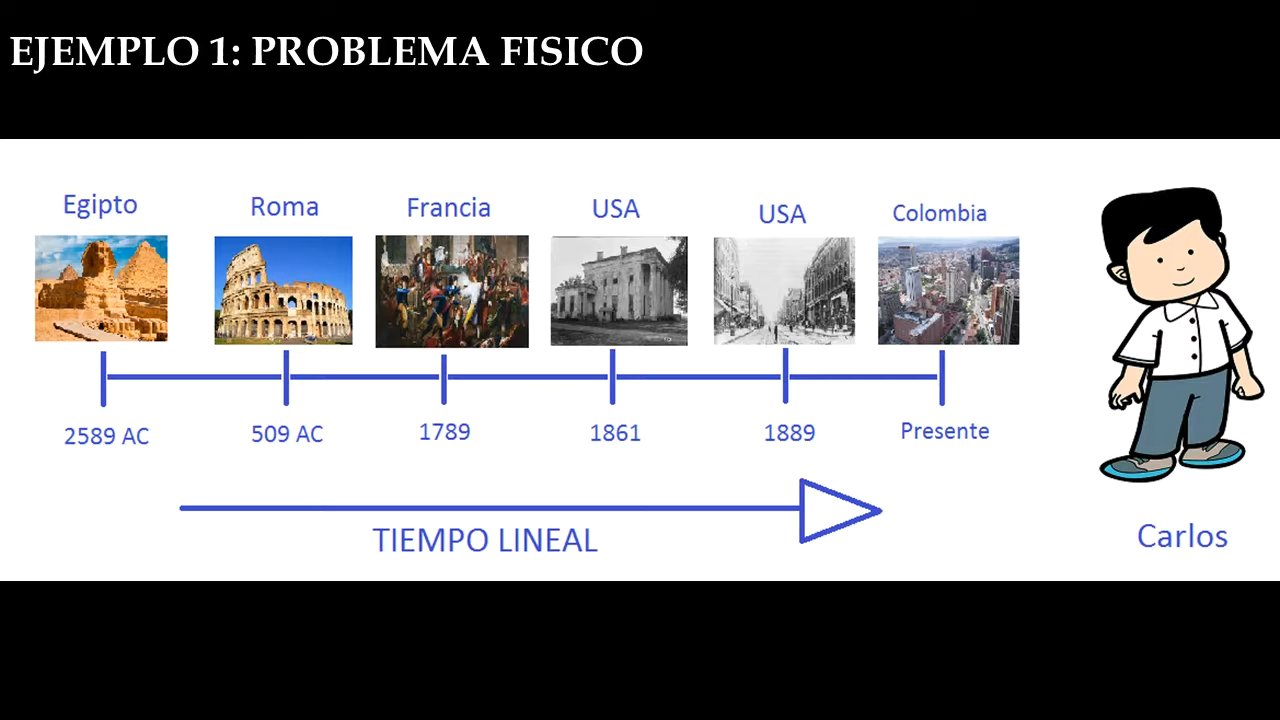 EJEMPLO 1: PROBLEMA FISICO
Egipto
Roma
Francia
USA
USA
Colombia
2589 AC
509 AC
1789
1861
1889
Presente
TIEMPO LINEAL
Carlos